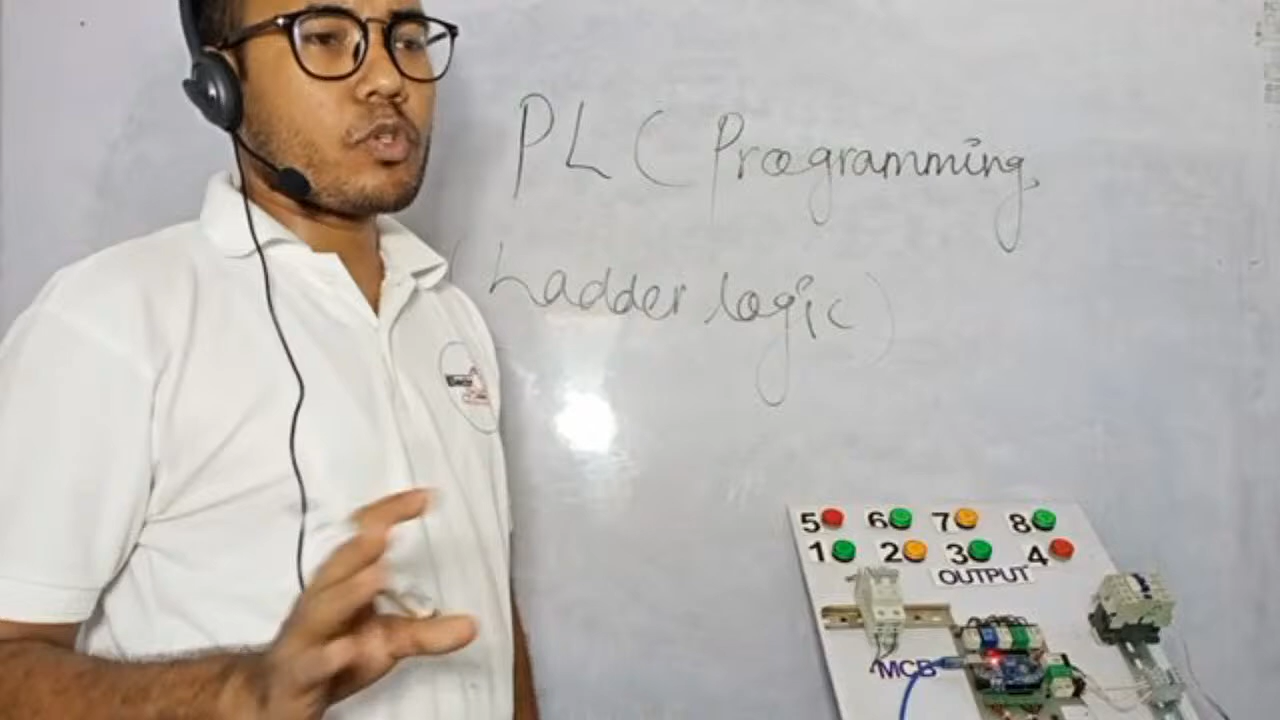 PLC Programming
(Ladder logic)
5 6 7 8
1 2 3 4
OUTPUT
MCB